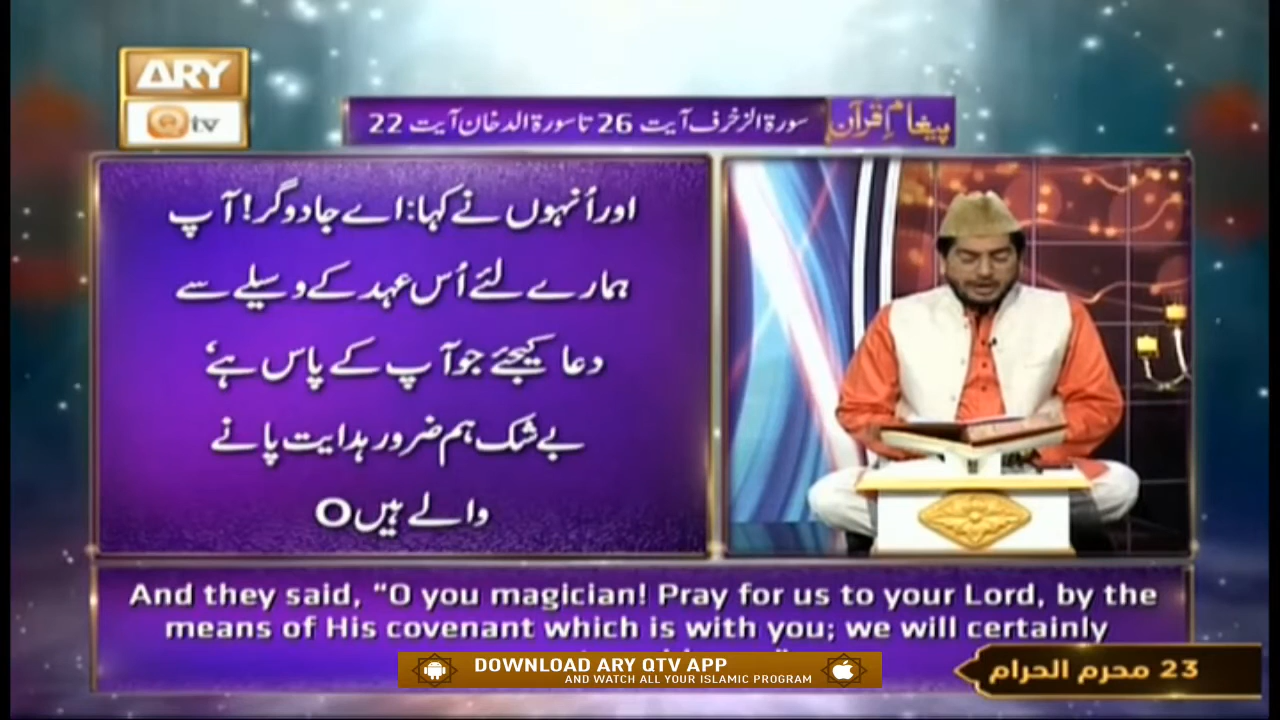 ARY
Qtv
پیغامِ قرآن
سورۃ الزخرف آیت 26 تا سورۃ الدخان آیت 22
اور اُنہوں نے کہا: اے جادوگر! آپ
ہمارے لئے اُس عہد کے وسیلے سے
دعا کیجئے جو آپ کے پاس ہے‘
بے شک ہم ضرور ہدایت پانے
والے ہیں O
And they said, “O you magician! Pray for us to your Lord, by the
means of His covenant which is with you; we will certainly
DOWNLOAD ARY QTV APP
AND WATCH ALL YOUR ISLAMIC PROGRAM
23 محرم الحرام